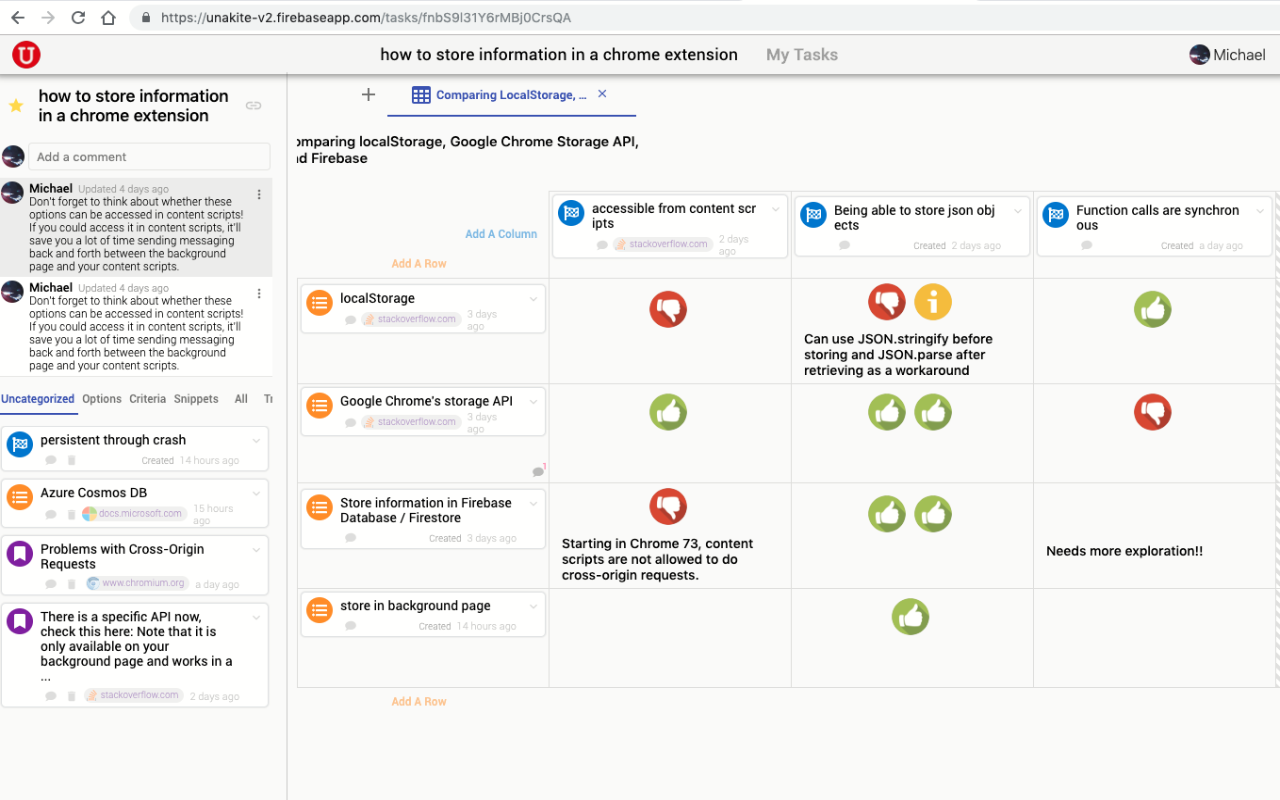 https://unakite-v2.firebaseapp.com/tasks/fnbS9l31Y6rMBj0CrsQA
U
how to store information in a chrome extension
My Tasks
Michael
how to store information
in a chrome extension
Add a comment
Michael Updated 4 days ago
Don't forget to think about whether these
options can be accessed in content scripts!
If you could access it in content scripts, it'll
save you a lot of time sending messaging
back and forth between the background
page and your content scripts.
Michael Updated 4 days ago
Don't forget to think about whether these
options can be accessed in content scripts!
If you could access it in content scripts, it'll
save you a lot of time sending messaging
back and forth between the background
page and your content scripts.
Uncategorized Options Criteria Snippets All Tr
persistent through crash
Created 14 hours ago
Azure Cosmos DB
docs.microsoft.com 15 hours
ago
Problems with Cross-Origin
Requests
www.chromium.org a day ago
There is a specific API now,
check this here: Note that it is
only available on your
background page and works in a
...
stackoverflow.com 2 days ago
Comparing LocalStorage, ...
omparing localStorage, Google Chrome Storage API,
nd Firebase
Add A Column
Add A Row
accessible from content scr
ipts
stackoverflow.com 2 days
ago
Being able to store json obj
ects
Created 2 days ago
Function calls are synchron
ous
Created a day ago
localStorage
stackoverflow.com 3 days
ago
Can use JSON.stringify before
storing and JSON.parse after
retrieving as a workaround
Google Chrome's storage API
stackoverflow.com 3 days
ago
1
Store information in Firebase
Database / Firestore
Created 3 days ago
Starting in Chrome 73, content
scripts are not allowed to do
cross-origin requests.
Needs more exploration!!
store in background page
Created 14 hours ago
Add A Row